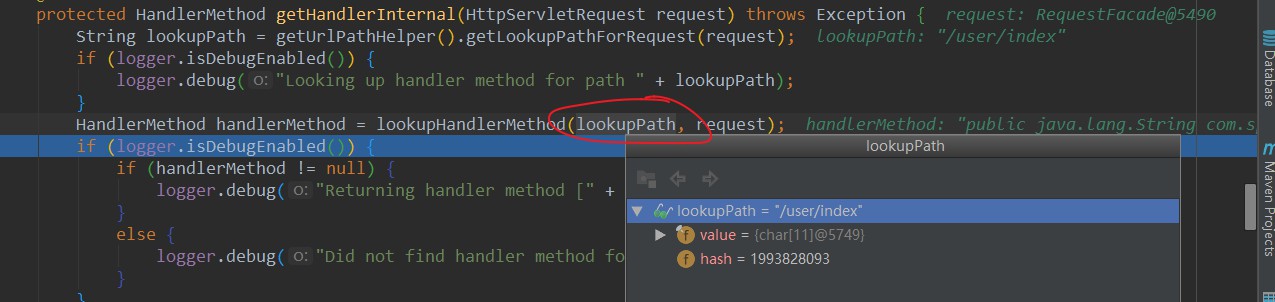 protected HandlerMethod getHandlerInternal(HttpServletRequest request) throws Exception {  request: RequestFacade@5490
String lookupPath = getUrlPathHelper().getLookupPathForRequest(request);  lookupPath: "/user/index"
if (logger.isDebugEnabled()) {
logger.debug( o: "Looking up handler method for path " + lookupPath);
}
HandlerMethod handlerMethod = lookupHandlerMethod(lookupPath, request);  handlerMethod: "public java.lang.String com.s
if (logger.isDebugEnabled()) {
lookupPath
if (handlerMethod != null) {
logger.debug( o: "Returning handler method [" +
}
lookupPath = "/user/index"
else {
value = {char[11]@5749}
logger.debug( o: "Did not find handler method fo
hash = 1993828093
}
}
Database
Maven Projects